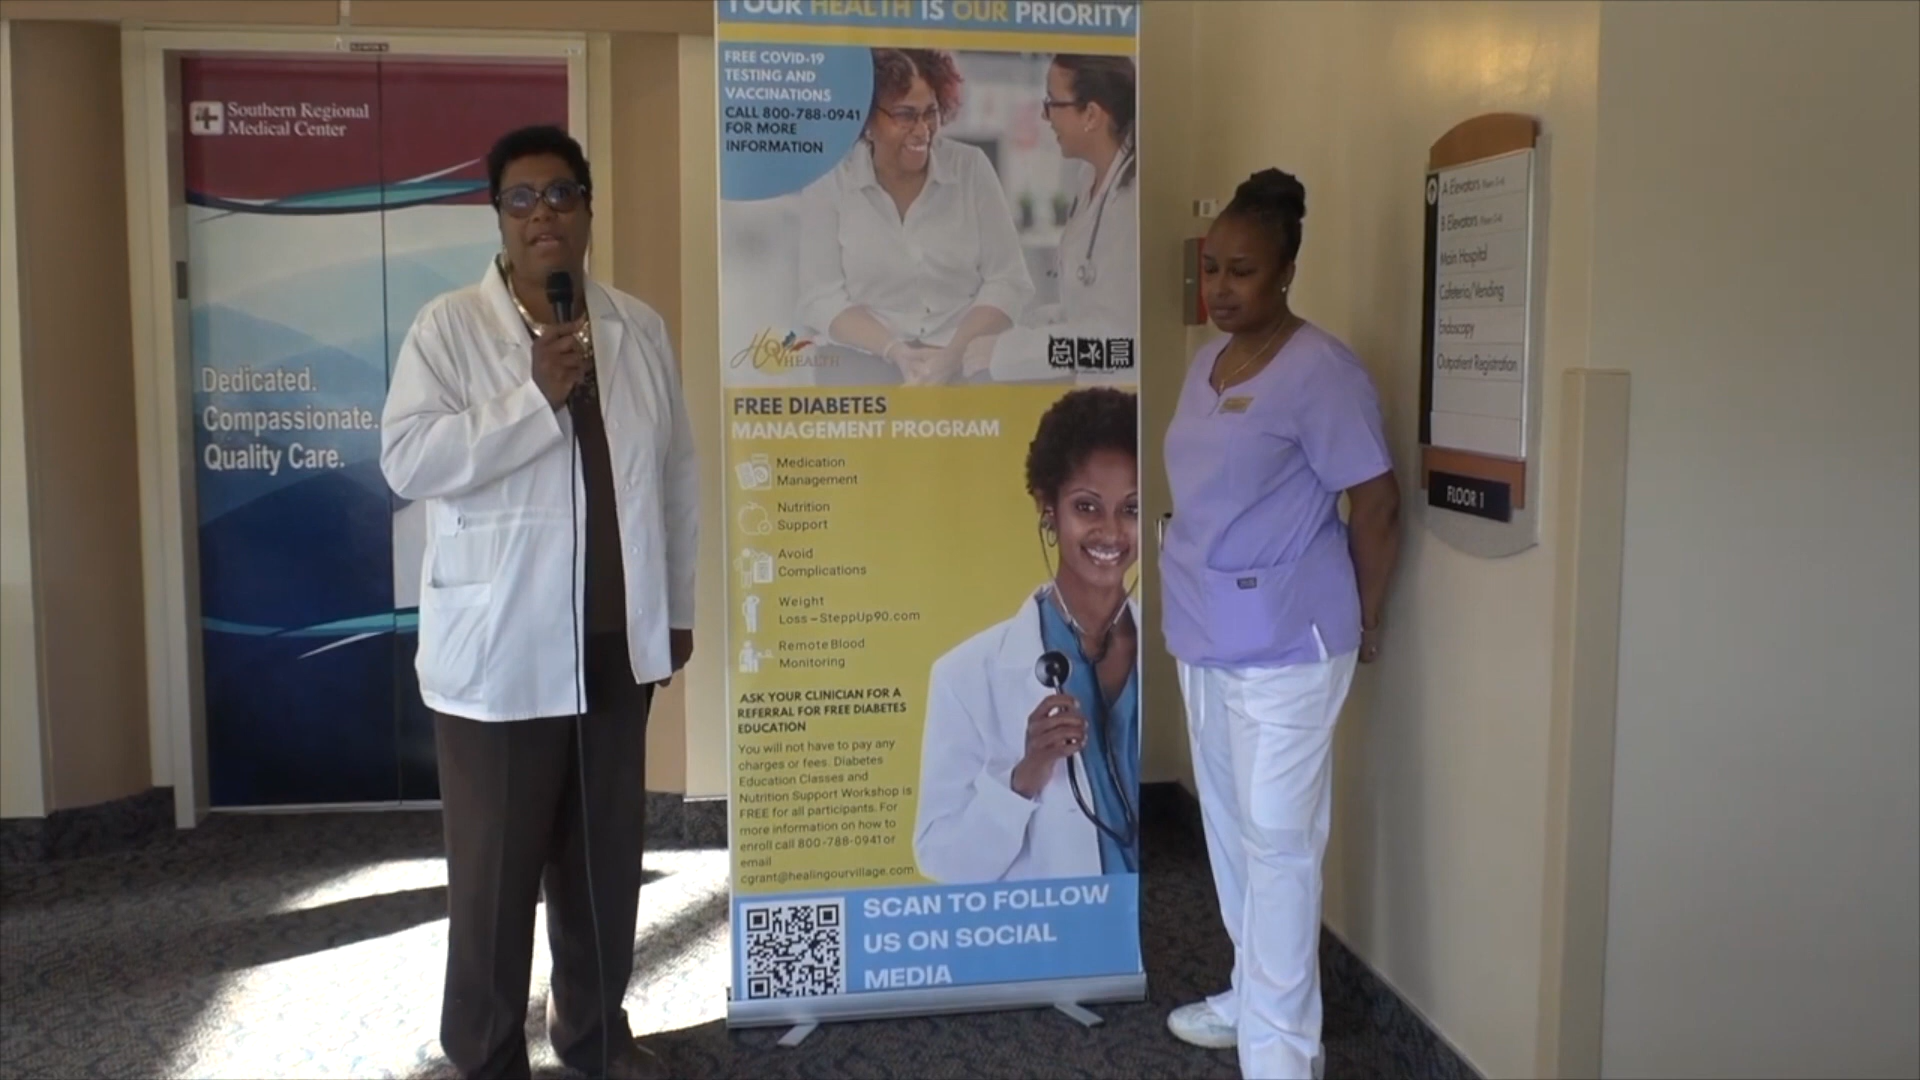 Southern Regional
Medical Center
Dedicated.
Compassionate.
Quality Care.
YOUR HEALTH IS OUR PRIORITY
FREE COVID-19
TESTING AND
VACCINATIONS
CALL 800-788-0941
FOR MORE
INFORMATION
HOV HEALTH
FREE DIABETES
MANAGEMENT PROGRAM
Medication
Management
Nutrition
Support
Avoid
Complications
Weight
Loss – SteppUp90.com
Remote Blood
Monitoring
ASK YOUR CLINICIAN FOR A
REFERRAL FOR FREE DIABETES
EDUCATION
You will not have to pay any
charges or fees. Diabetes
Education Classes and
Nutrition Support Workshop is
FREE for all participants. For
more information on how to
enroll call 800-788-0941 or
email
cgrant@healingourvillage.com
SCAN TO FOLLOW
US ON SOCIAL
MEDIA
A Elevators
B Elevators
Main Hospital
Cafeteria/Vending
Endoscopy
Outpatient Registration
FLOOR 1